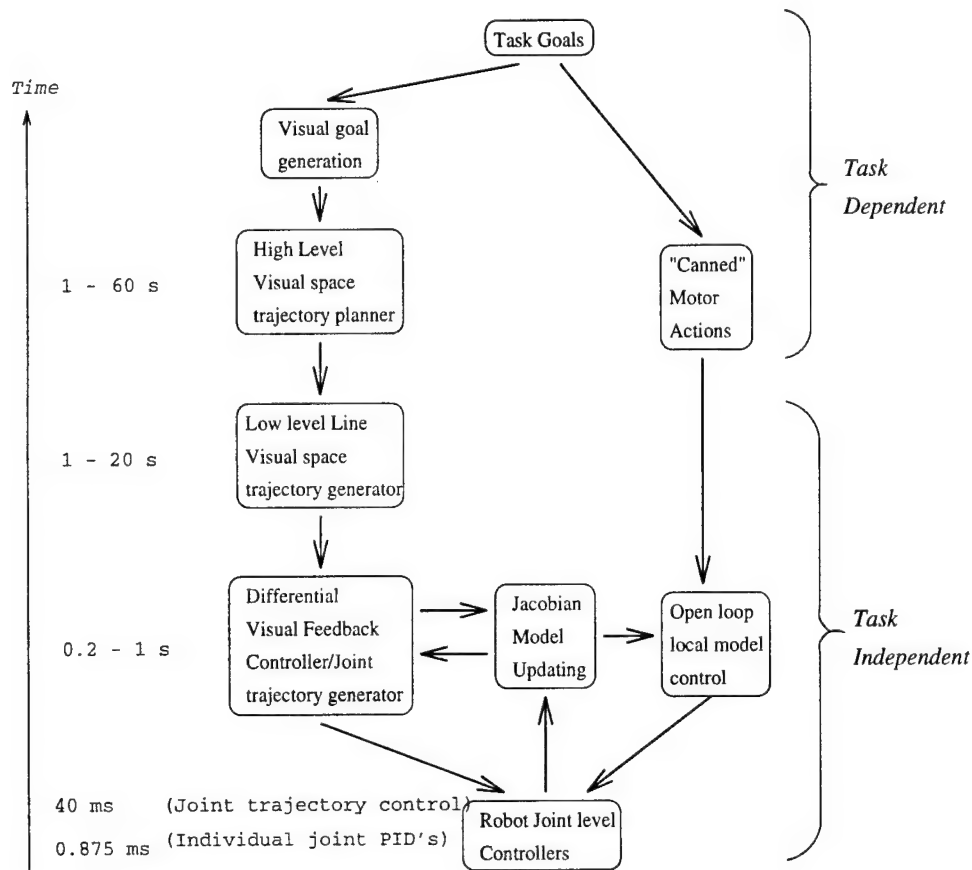 Task Goals
Time
Visual goal
generation
Task
Dependent
High Level
Visual space
trajectory planner
"Canned"
Motor
Actions
1 - 60 s
Low level Line
Visual space
trajectory generator
1 - 20 s
Differential
Visual Feedback
Controller/Joint
trajectory generator
Jacobian
Model
Updating
Open loop
local model
control
Task
Independent
0.2 - 1 s
40 ms (Joint trajectory control)
0.875 ms (Individual joint PID's)
Robot Joint level
Controllers